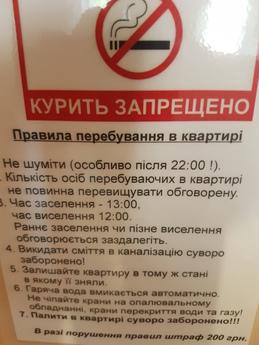 КУРИТЬ ЗАПРЕЩЕНО
Правила перебування в квартирі
Не шуміти (особливо після 22:00 !).
. Кількість осіб перебуваючих в квартирі
не повинна перевищувати обговорену.
3. Час заселення - 13:00,
час виселення 12:00.
Раннє заселення чи пізне виселення
обговорюється заздалегіть.
4. Викидати сміття в каналізацію суворо
заборонено!
5. Залишайте квартиру в тому ж стані
в якому її зняли.
6. Гаряча вода вмикається автоматично.
Не чіпайте крани на опалювальному
обладнанні, крани перекриття води та газу!
7. Палити в квартирі суворо заборонено!!!
В разі порушення правил штраф 200 грн.